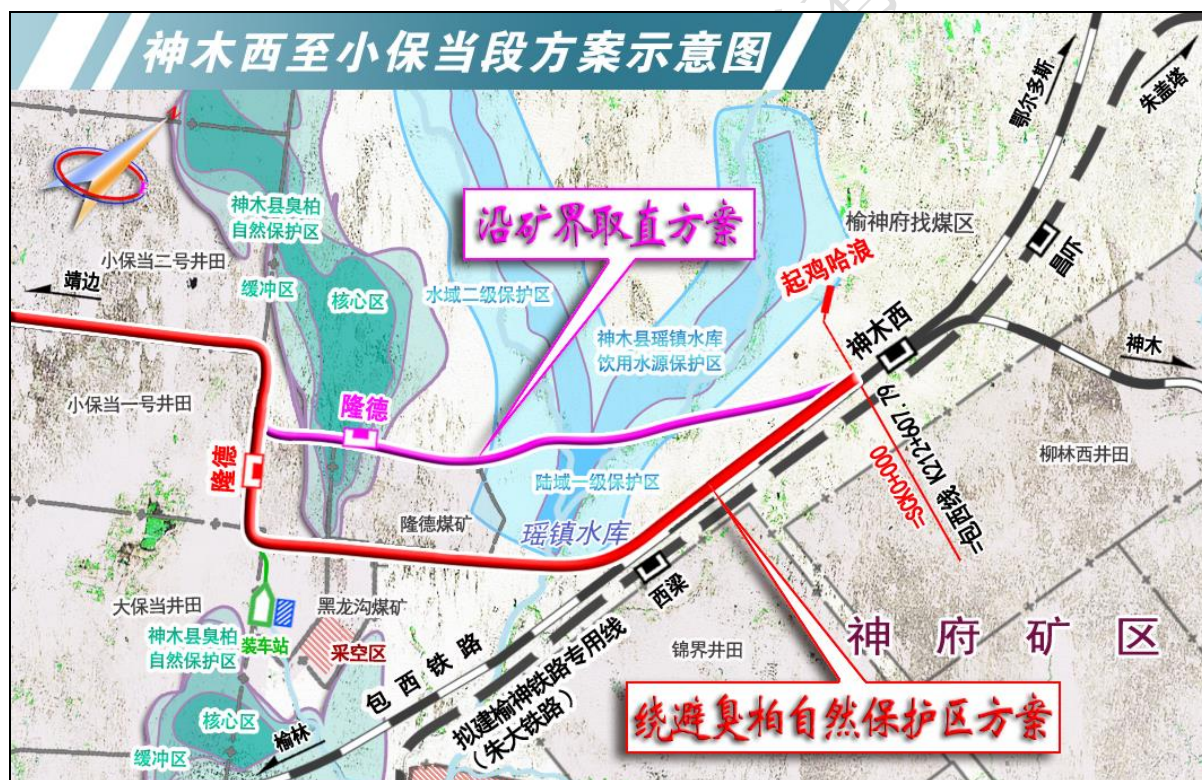 神木西至小保当段方案示意图
鄂尔多斯
朱盖塔
神木县臭柏
自然保护区
小保当二号井田
靖边
缓冲区
核心区
水域二级保护区
沿矿界取直方案
榆神府找煤区
起鸡哈浪
昌下
神木县瑶镇水库
饮用水源保护区
神木西
神木
小保当一号井田
隆德
隆德
=包西线 K212+607.79
=SCK0+000
柳林西井田
陆域一级保护区
隆德煤矿
瑶镇水库
西梁
大保当井田
黑龙沟煤矿
神木县臭柏
自然保护区
装车站
采空区
包西铁路
拟建榆神铁路专用线
（朱大铁路）
锦界井田
神府矿区
绕避臭柏自然保护区方案
核心区
榆林
缓冲区